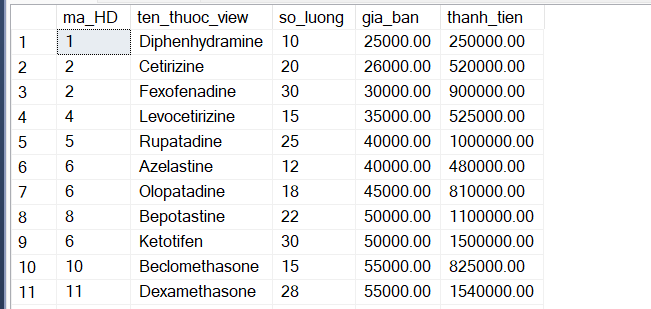 ma_HD ten_thuoc_view so_luong gia_ban thanh_tien
1 1 Diphenhydramine 10 25000.00 250000.00
2 2 Cetirizine 20 26000.00 520000.00
3 2 Fexofenadine 30 30000.00 900000.00
4 4 Levocetirizine 15 35000.00 525000.00
5 5 Rupatadine 25 40000.00 1000000.00
6 6 Azelastine 12 40000.00 480000.00
7 6 Olopatadine 18 45000.00 810000.00
8 8 Bepotastine 22 50000.00 1100000.00
9 6 Ketotifen 30 50000.00 1500000.00
10 10 Beclomethasone 15 55000.00 825000.00
11 11 Dexamethasone 28 55000.00 1540000.00